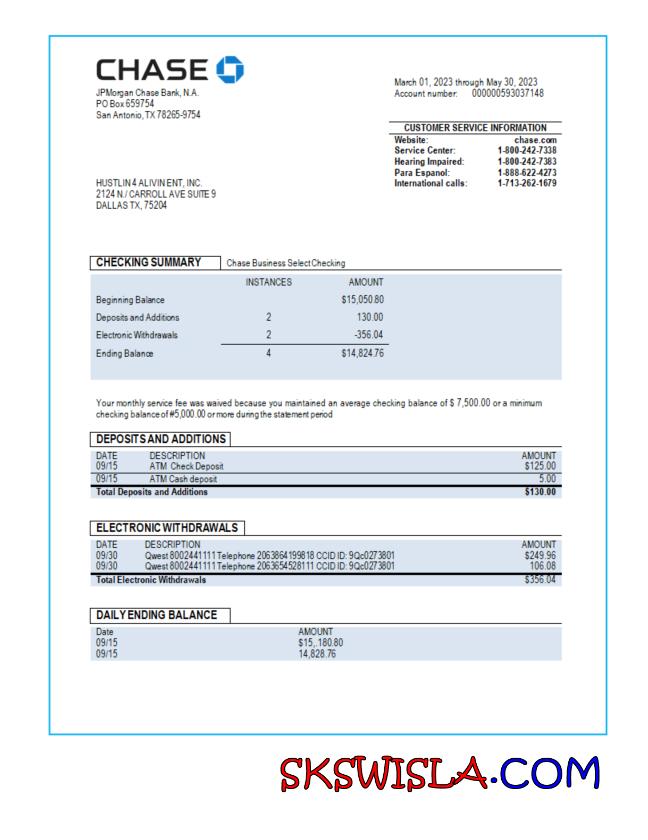 CHASE
JPMorgan Chase Bank, N.A.
PO Box 659754
San Antonio, TX 78265-9754
March 01, 2023 through May 30, 2023
Account number: 000000593037148
CUSTOMER SERVICE INFORMATION
Website: chase.com
Service Center: 1-800-242-7338
Hearing Impaired: 1-800-242-7383
Para Espanol: 1-888-622-4273
International calls: 1-713-262-1679
HUSTLIN 4 ALIVIN ENT, INC.
2124 N./ CARROLL AVE SUITE 9
DALLAS TX, 75204
CHECKING SUMMARY Chase Business Select Checking
INSTANCES AMOUNT
Beginning Balance $15,050.80
Deposits and Additions 2 130.00
Electronic Withdrawals 2 -356.04
Ending Balance 4 $14,824.76
Your monthly service fee was waived because you maintained an average checking balance of $ 7,500.00 or a minimum
checking balance of #5,000.00 or more during the statement period
DEPOSITS AND ADDITIONS
DATE DESCRIPTION AMOUNT
09/15 ATM Check Deposit $125.00
09/15 ATM Cash deposit 5.00
Total Deposits and Additions $130.00
ELECTRONIC WITHDRAWALS
DATE DESCRIPTION AMOUNT
09/30 Qwest 8002441111 Telephone 2063864199818 CCID ID: 9Qc0273801 $249.96
09/30 Qwest 8002441111 Telephone 2063654528111 CCID ID: 9Qc0273801 106.08
Total Electronic Withdrawals $356.04
DAILY ENDING BALANCE
Date AMOUNT
09/15 $15,.180.80
09/15 14,828.76
SKSWISLA.COM